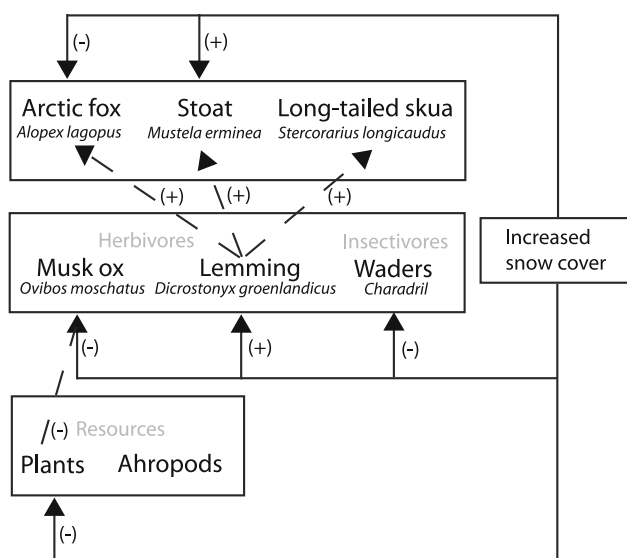 (-) (+)
Arctic fox Stoat Long-tailed skua
Alopex lagopus Mustela erminea Stercorarius longicaudus
(+) (+) (+)
Herbivores Insectivores
Increased
snow cover
Musk ox Lemming Waders
Ovibos moschatus Dicrostonyx groenlandicus Charadril
(-) (+) (-)
(-) Resources
Plants Ahropods
(-)